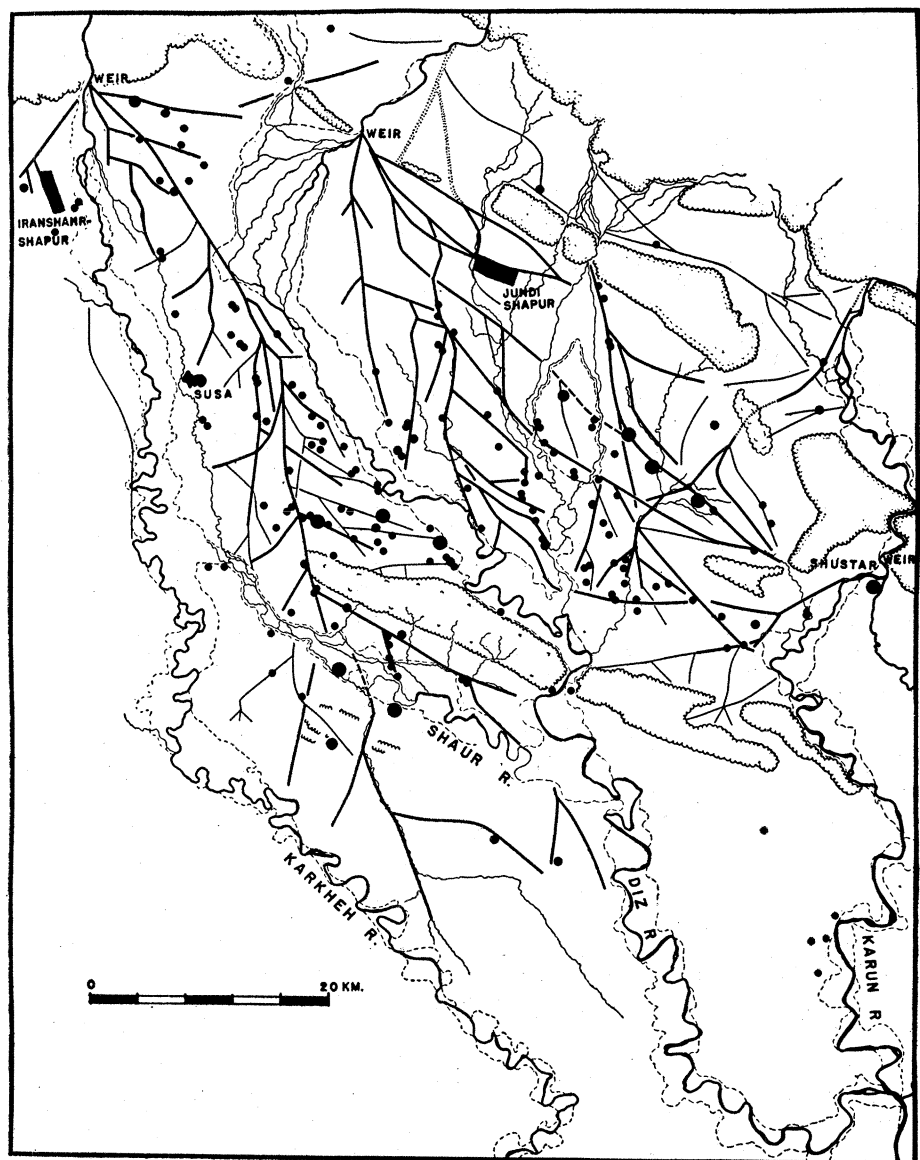 WEIR
WEIR
IRANSHAHR-
SHAPUR
JUNDI
SHAPUR
SUSA
SHUSTAR WEIR
SHAUR R.
KARKHEH R.
DIZ R
KARUN R
0 20 KM.